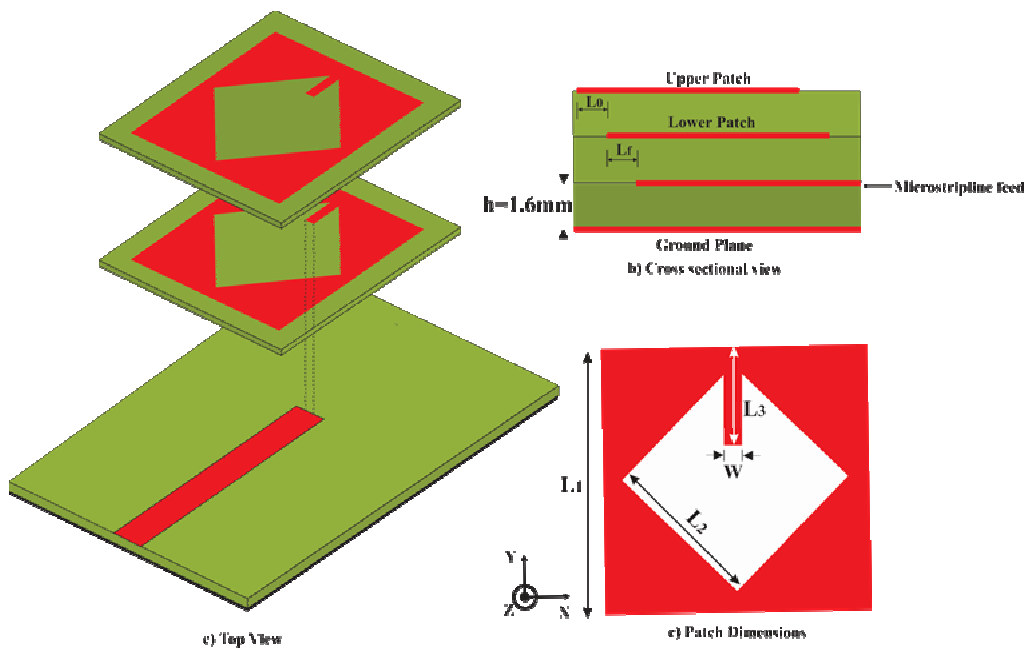 Upper Patch
Lo
Lower Patch
Lf
h=1.6mm
Microstripline feed
Ground Plane
b) Cross sectional view
L3
W
L1
L2
Y
Z
X
c) Top View
c) Patch Dimensions